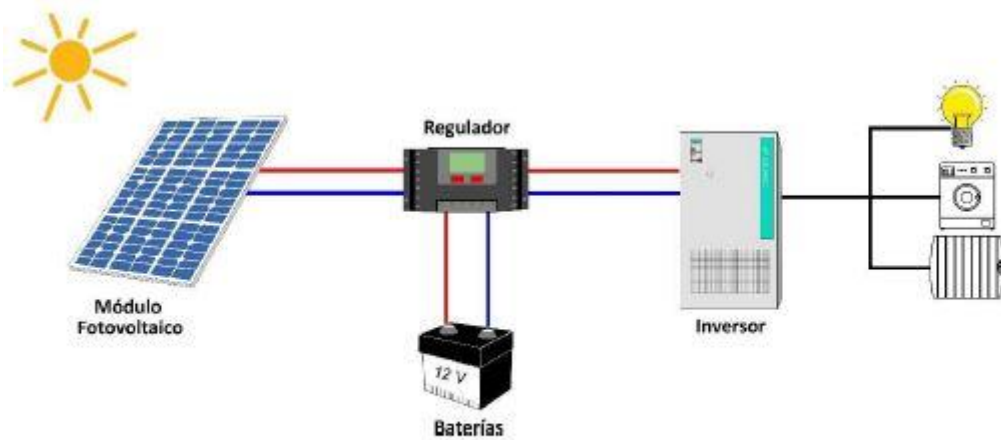 Regulador
Módulo
Fotovoltaico
Inversor
12 V
Baterías